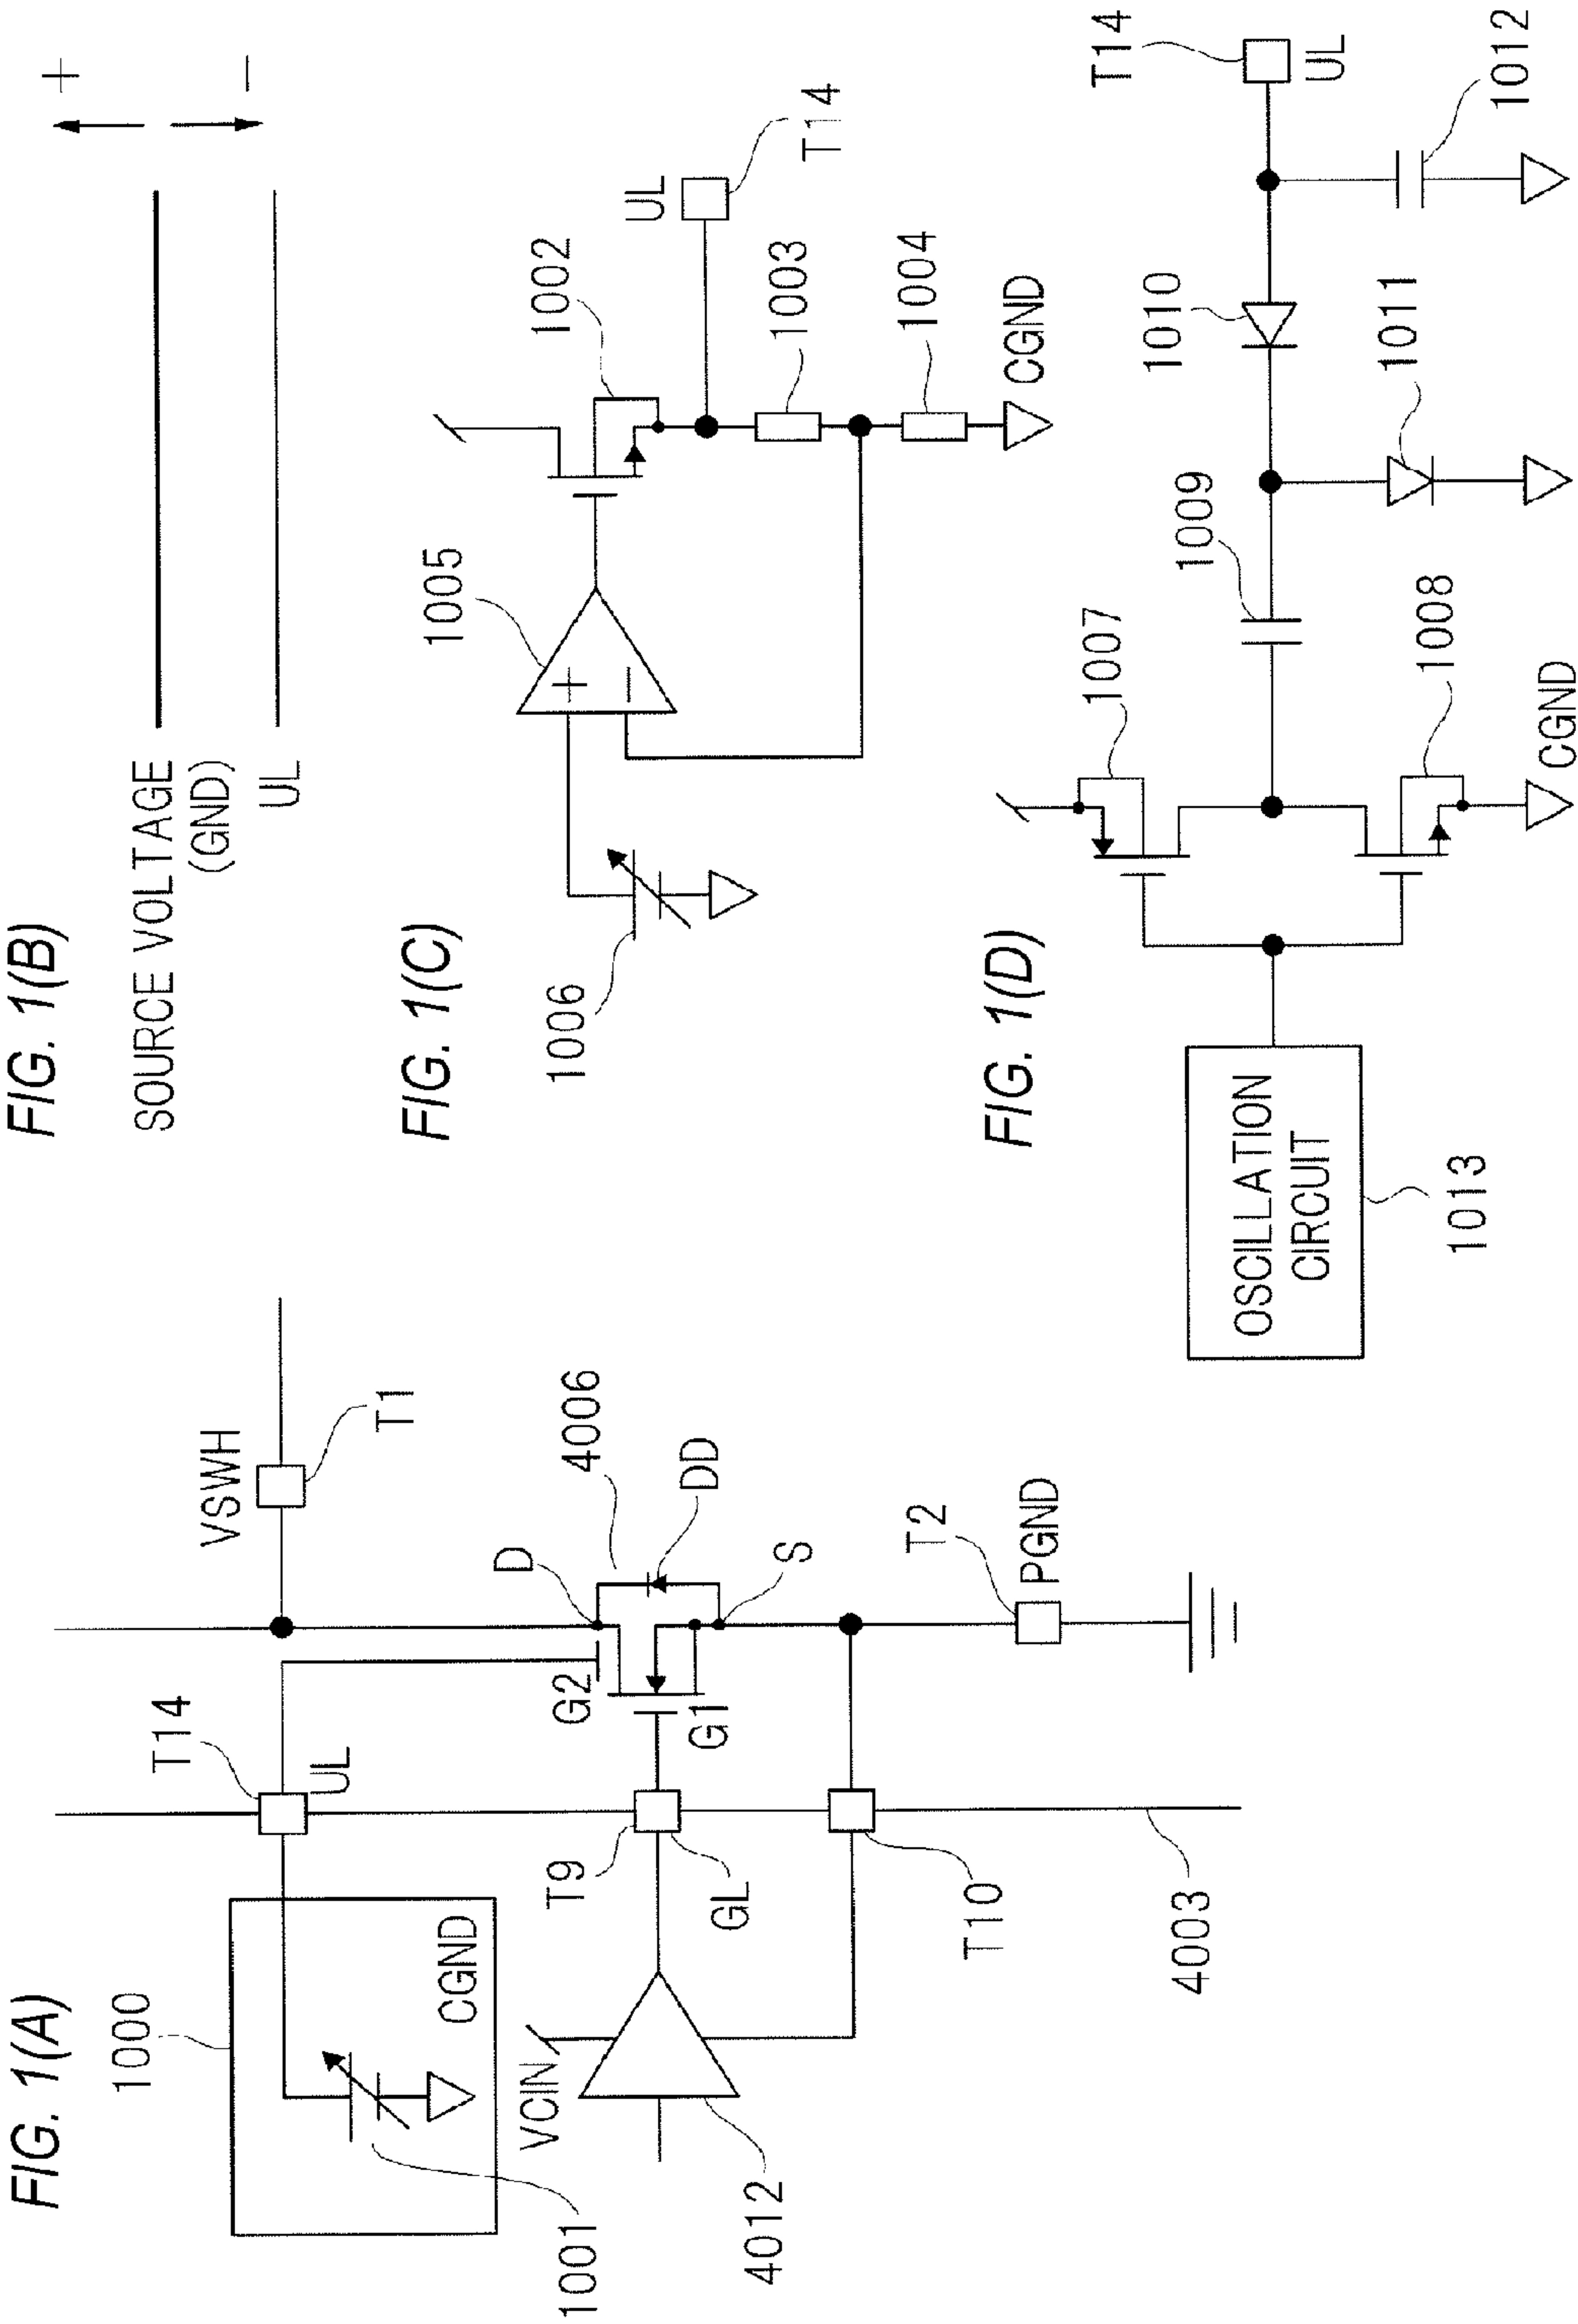 FIG. 1(A)
1000
T14
UL
VSWH
T1
CGND
1001
VCIN
4012
T9
GL
G2
G1
D
4006
DD
S
T10
T2
PGND
4003
FIG. 1(B)
SOURCE VOLTAGE
(GND)
UL
+
−
FIG. 1(C)
1006
1005
+
−
1002
UL
T14
1003
1004
CGND
FIG. 1(D)
OSCILLATION
CIRCUIT
1013
1007
1008
CGND
1009
1010
1011
T14
UL
1012